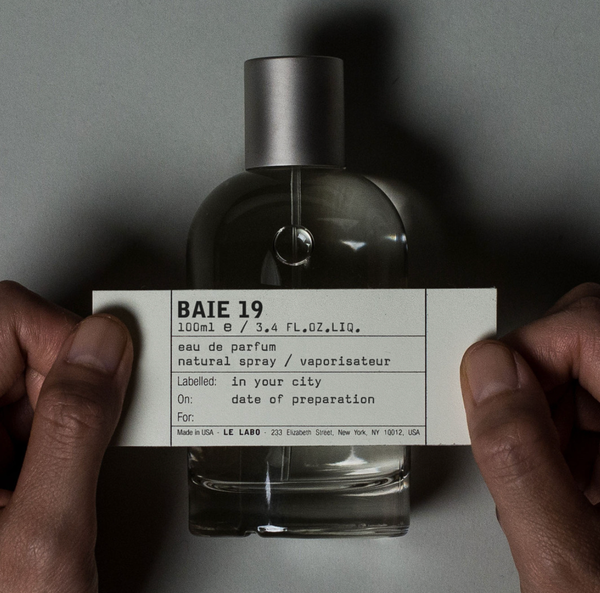 BAIE 19
100ml e / 3.4 FL.OZ.LIQ.
eau de parfum
natural spray / vaporisateur
Labelled: in your city
On: date of preparation
For:
Made in USA - LE LABO - 233 Elizabeth Street, New York, NY 10012, USA